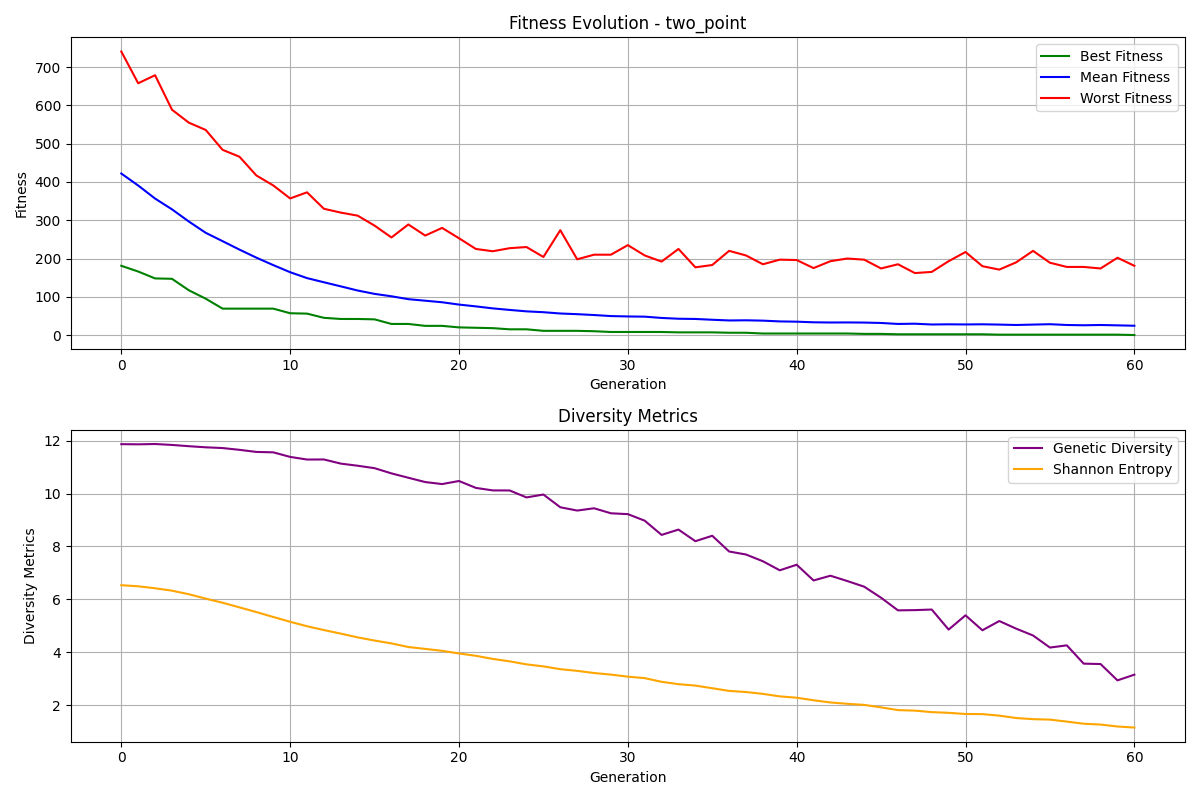 Fitness Evolution - two_point
Fitness
700
600
500
400
300
200
100
0
Best Fitness
Mean Fitness
Worst Fitness
0 10 20 30 40 50 60
Generation
Diversity Metrics
Diversity Metrics
12
10
8
6
4
2
Genetic Diversity
Shannon Entropy
0 10 20 30 40 50 60
Generation